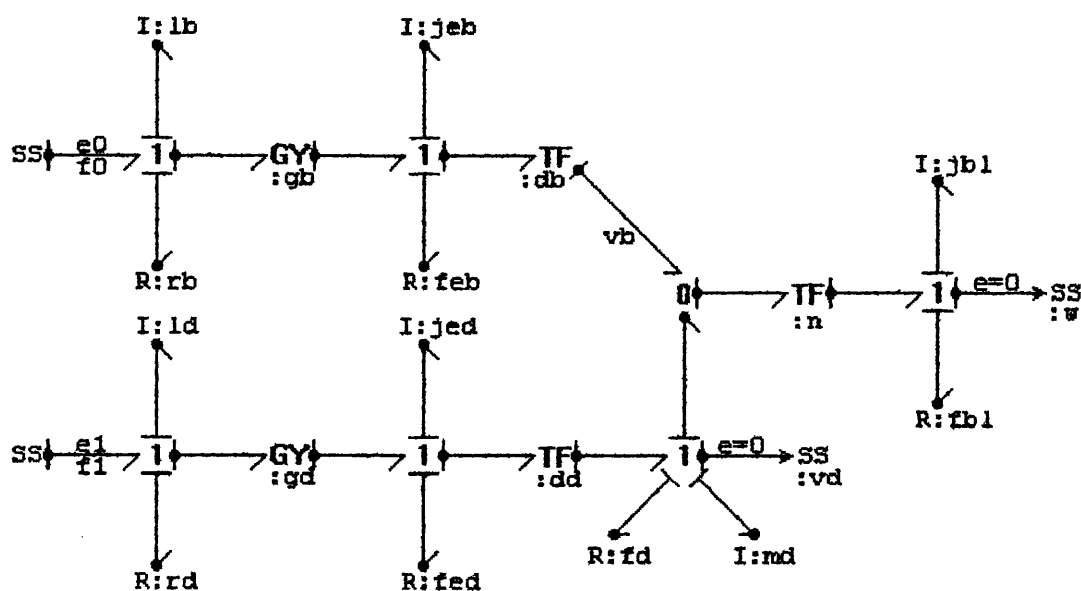 I:lb I:jeb
SS e0 1 GY 1 TF
f0 :gb :db I:jbl
vb
R:rb R:feb 0 TF 1 e=0 SS
I:ld I:jed :n :w
R:fbl
SS e1 1 GY 1 TF 1 e=0 SS
f1 :gd :dd :vd
R:fd I:md
R:rd R:fed